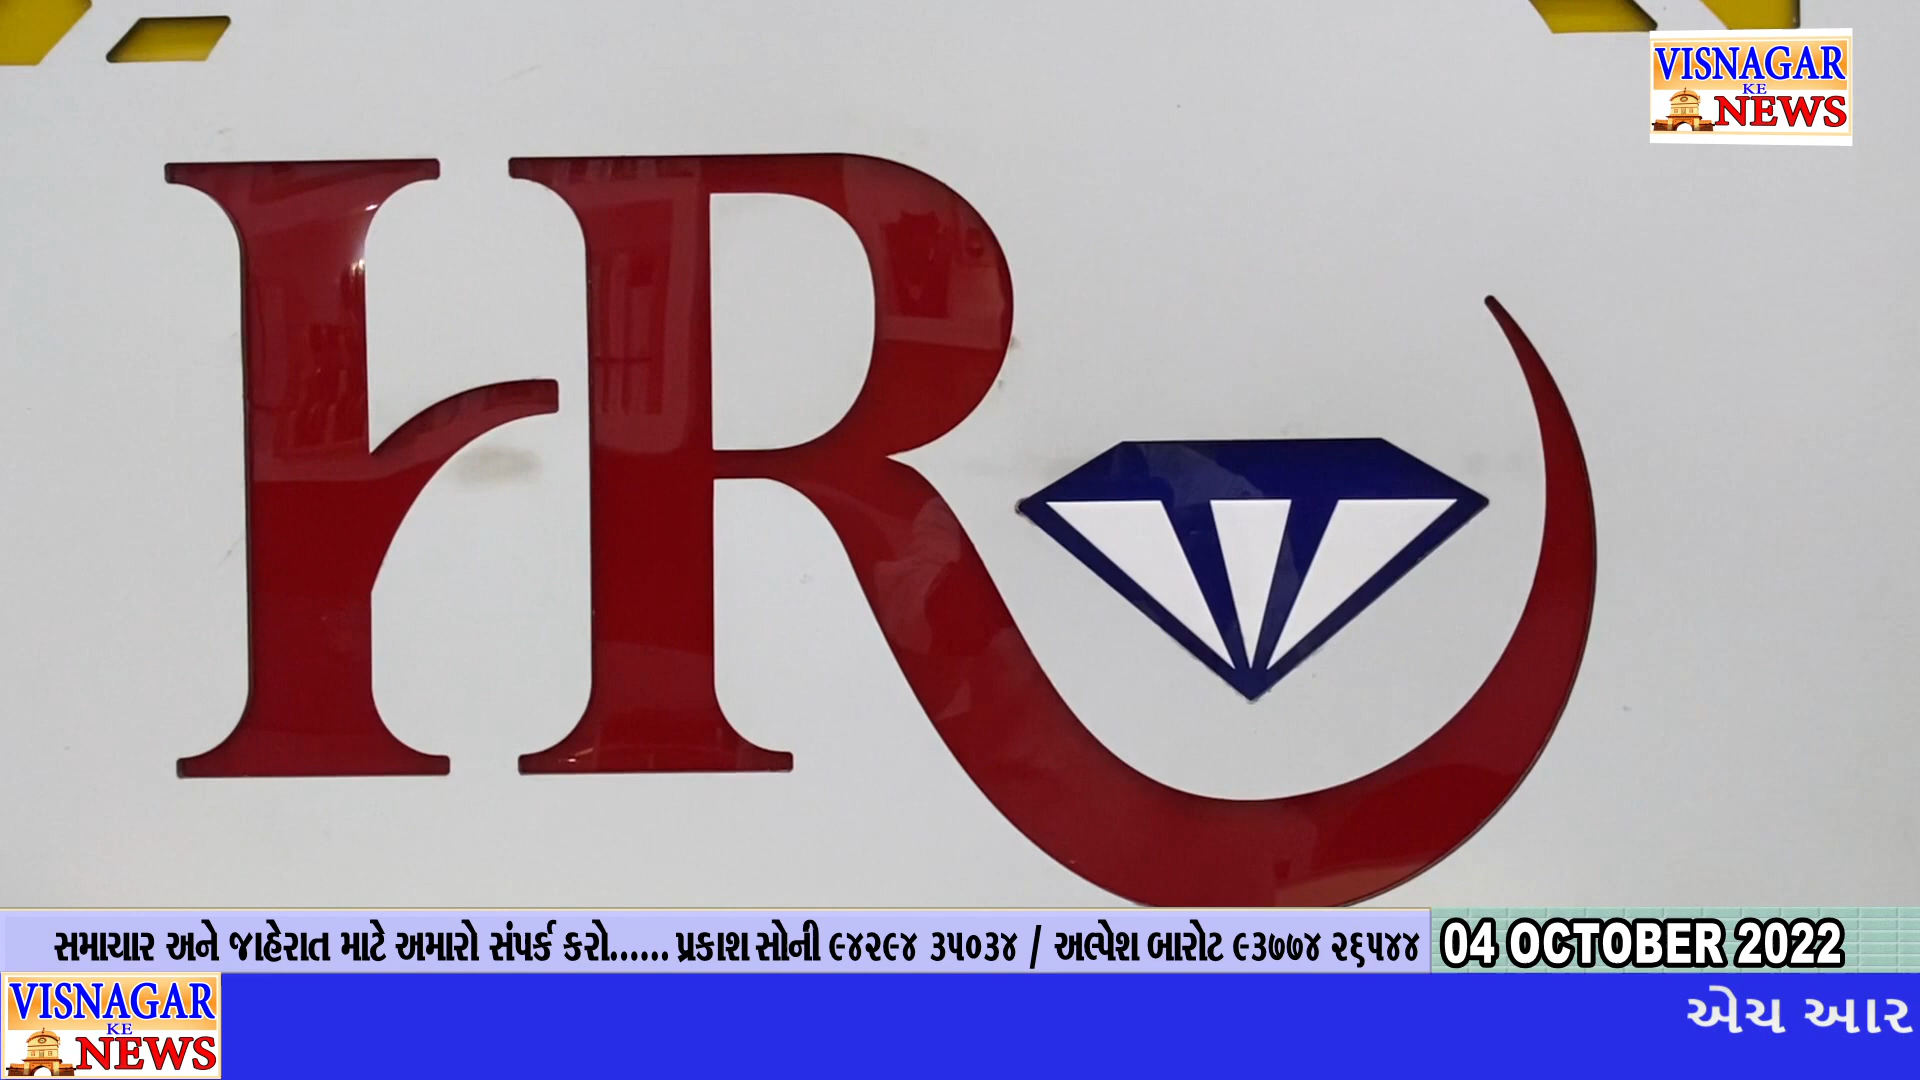 VISNAGAR
KE
NEWS
HR
સમાચાર અને જાહેરાત માટે અમારો સંપર્ક કરો...... પ્રકાશ સોની ૯૪૨૯૪ ૩૫૦૩૪ / અલ્પેશ બારોટ ૯૩૭૭૪ ૨૬૫૪૪
04 OCTOBER 2022
VISNAGAR
KE
NEWS
એચ આર